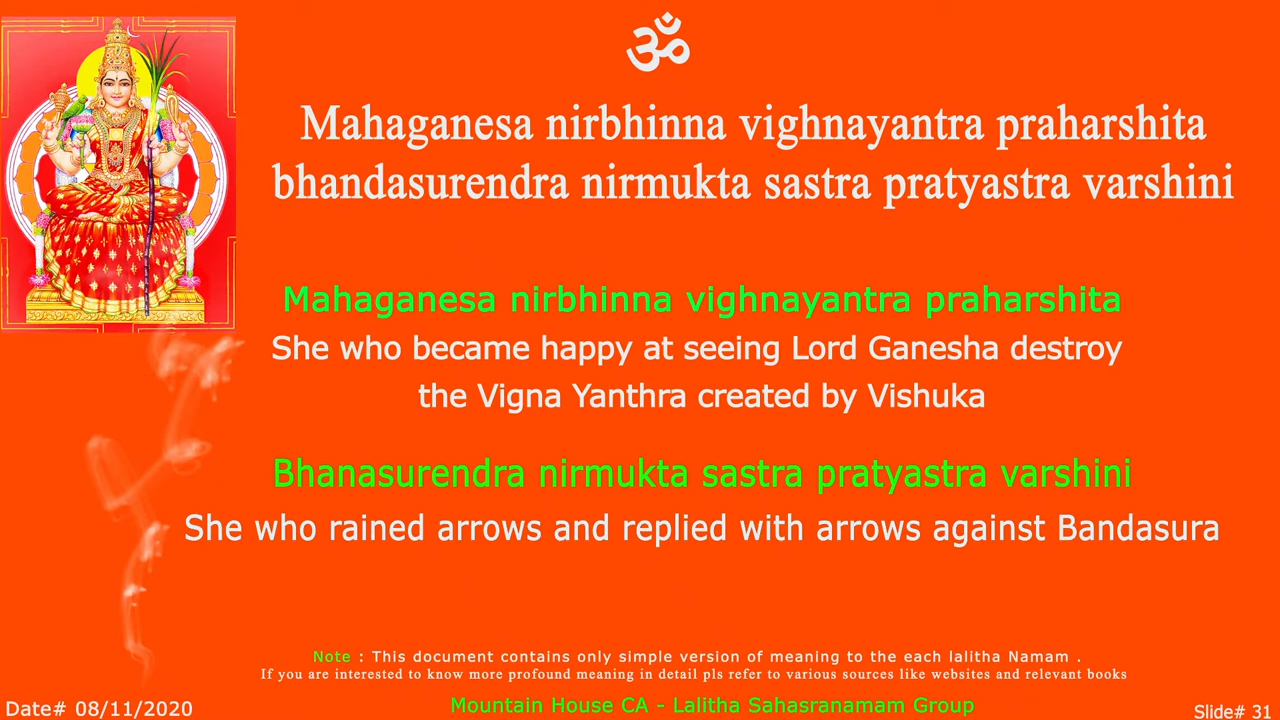 ॐ
Mahaganesa nirbhinna vighnayantra praharshita
bhandasurendra nirmukta sastra pratyastra varshini
Mahaganesa nirbhinna vighnayantra praharshita
She who became happy at seeing Lord Ganesha destroy
the Vigna Yanthra created by Vishuka
Bhanasurendra nirmukta sastra pratyastra varshini
She who rained arrows and replied with arrows against Bandasura
Note : This document contains only simple version of meaning to the each lalitha Namam .
If you are interested to know more profound meaning in detail pls refer to various sources like websites and relevant books
Date# 08/11/2020
Mountain House CA - Lalitha Sahasranamam Group
Slide# 31